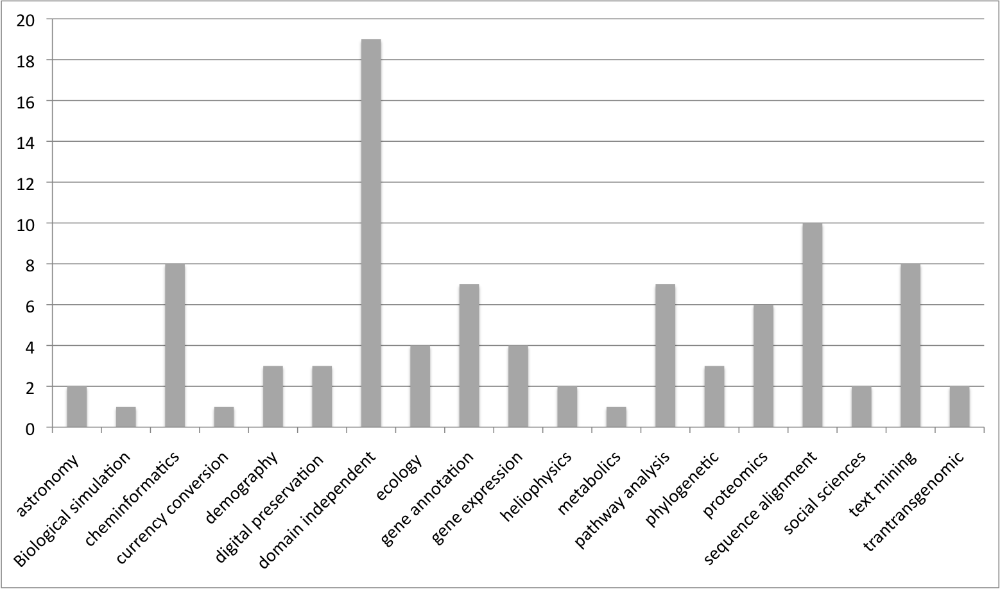 20
18
16
14
12
10
8
6
4
2
0
astronomy
Biological simulation
cheminformatics
currency conversion
demography
digital preservation
domain independent
ecology
gene annotation
gene expression
heliophysics
metabolics
pathway analysis
phylogenetic
proteomics
sequence alignment
social sciences
text mining
trantransgenomic